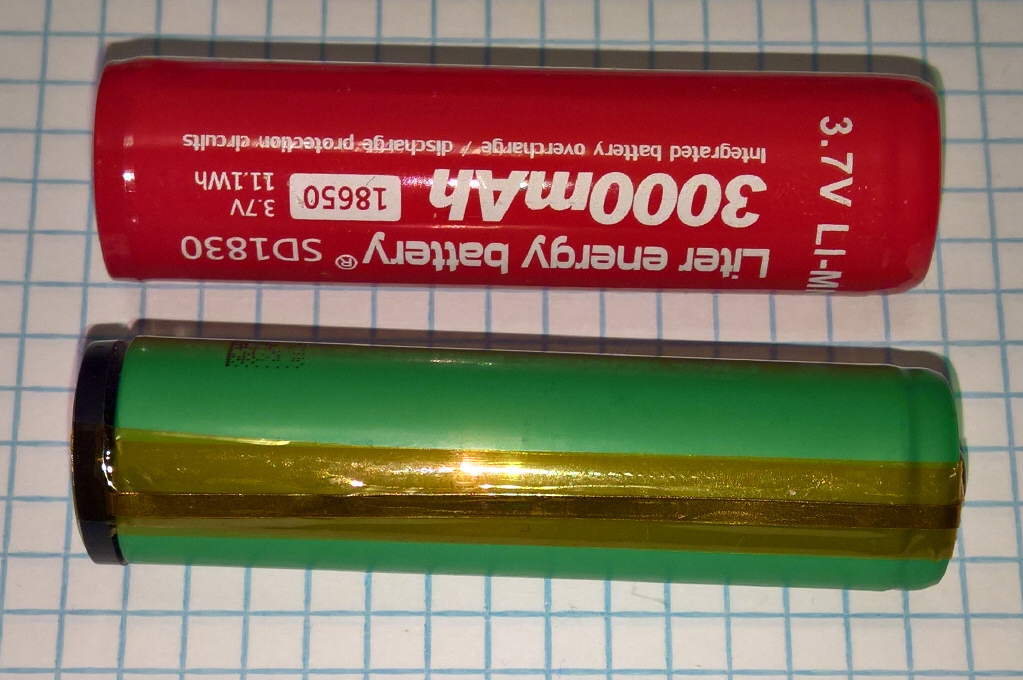 Liter energy battery® SD1830
3000mAh
18650
3.7V
11.1Wh
Integrated battery overcharge / discharge protection circuits
3.7V LI-